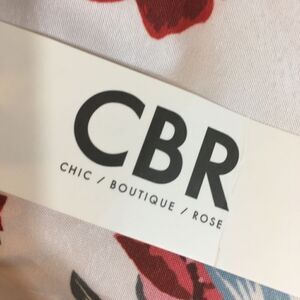 CBR
CHIC / BOUTIQUE / ROSE